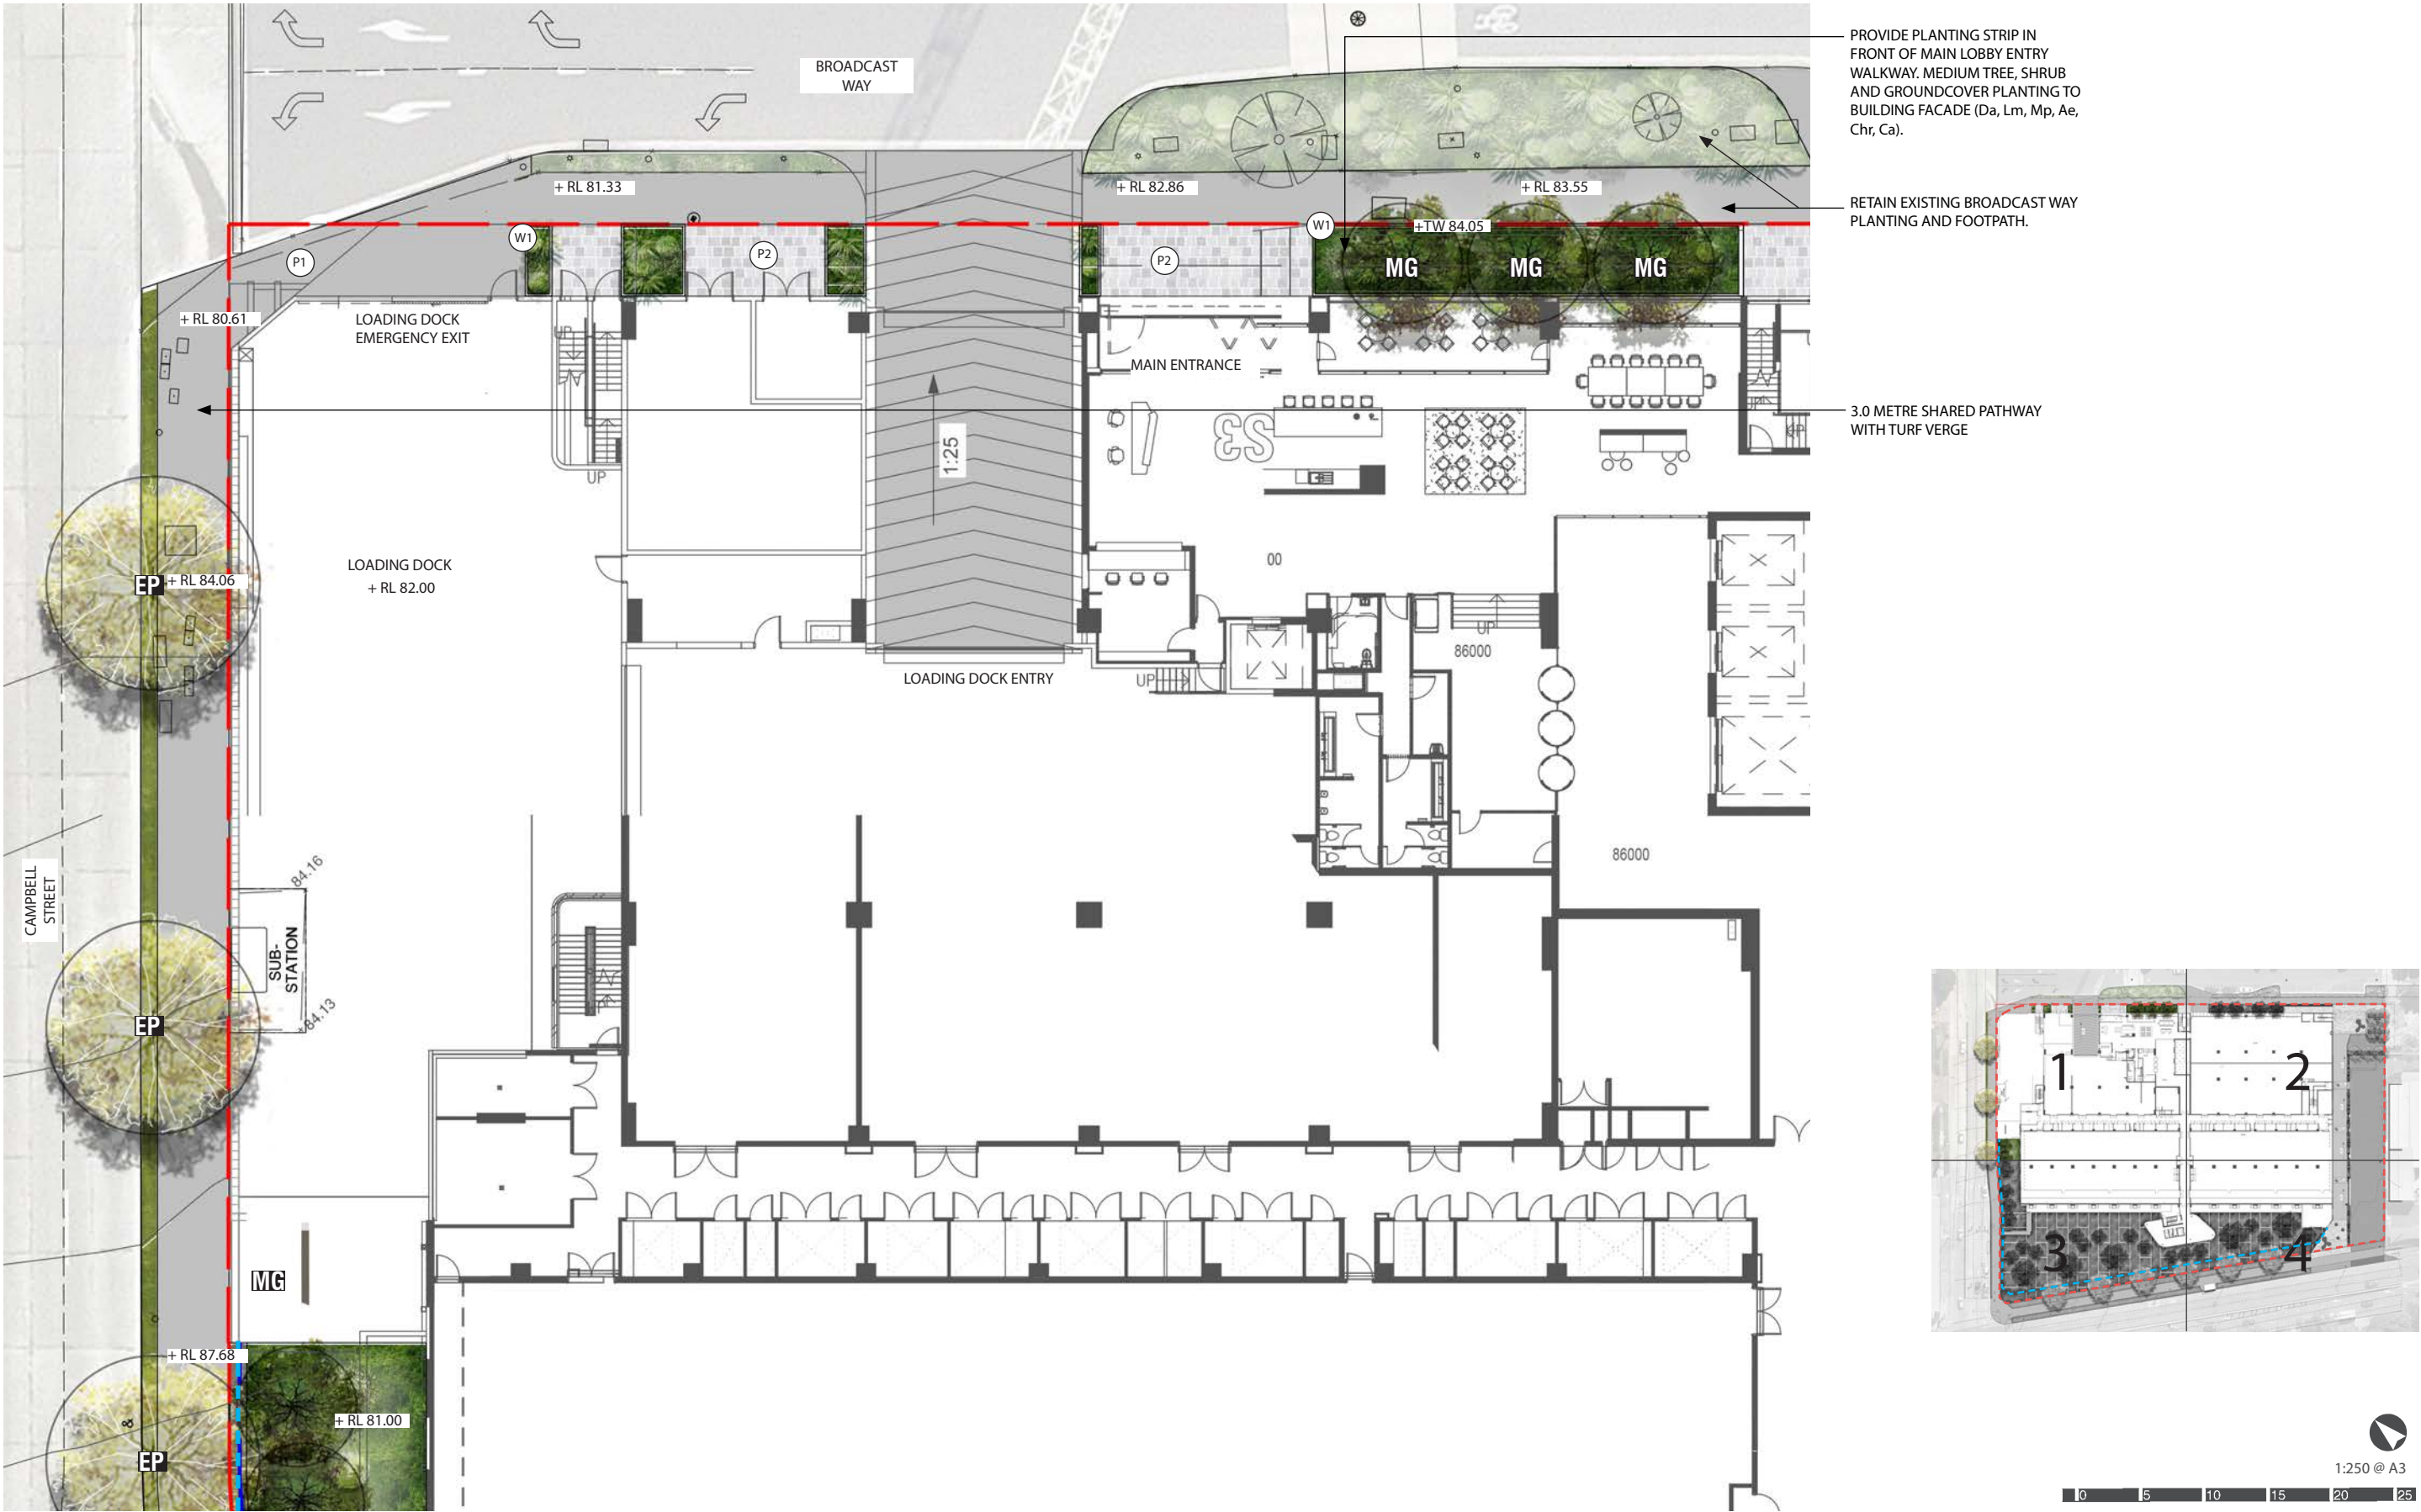 BROADCAST
WAY
PROVIDE PLANTING STRIP IN
FRONT OF MAIN LOBBY ENTRY
WALKWAY. MEDIUM TREE, SHRUB
AND GROUNDCOVER PLANTING TO
BUILDING FACADE (Da, Lm, Mp, Ae,
Chr, Ca).
RETAIN EXISTING BROADCAST WAY
PLANTING AND FOOTPATH.
3.0 METRE SHARED PATHWAY
WITH TURF VERGE
+ RL 81.33
+ RL 82.86
+ RL 83.55
+TW 84.05
W1
W1
P1
P2
P2
MG
MG
MG
+ RL 80.61
LOADING DOCK
EMERGENCY EXIT
UP
MAIN ENTRANCE
S3
1:25
UP
UP
LOADING DOCK
+ RL 82.00
EP
+ RL 84.06
00
UP
86000
LOADING DOCK ENTRY
UP
86000
CAMPBELL
STREET
84.16
SUB-
STATION
+84.13
EP
MG
+ RL 87.68
+ RL 81.00
EP
1
2
3
4
1:250 @ A3
0 5 10 15 20 25